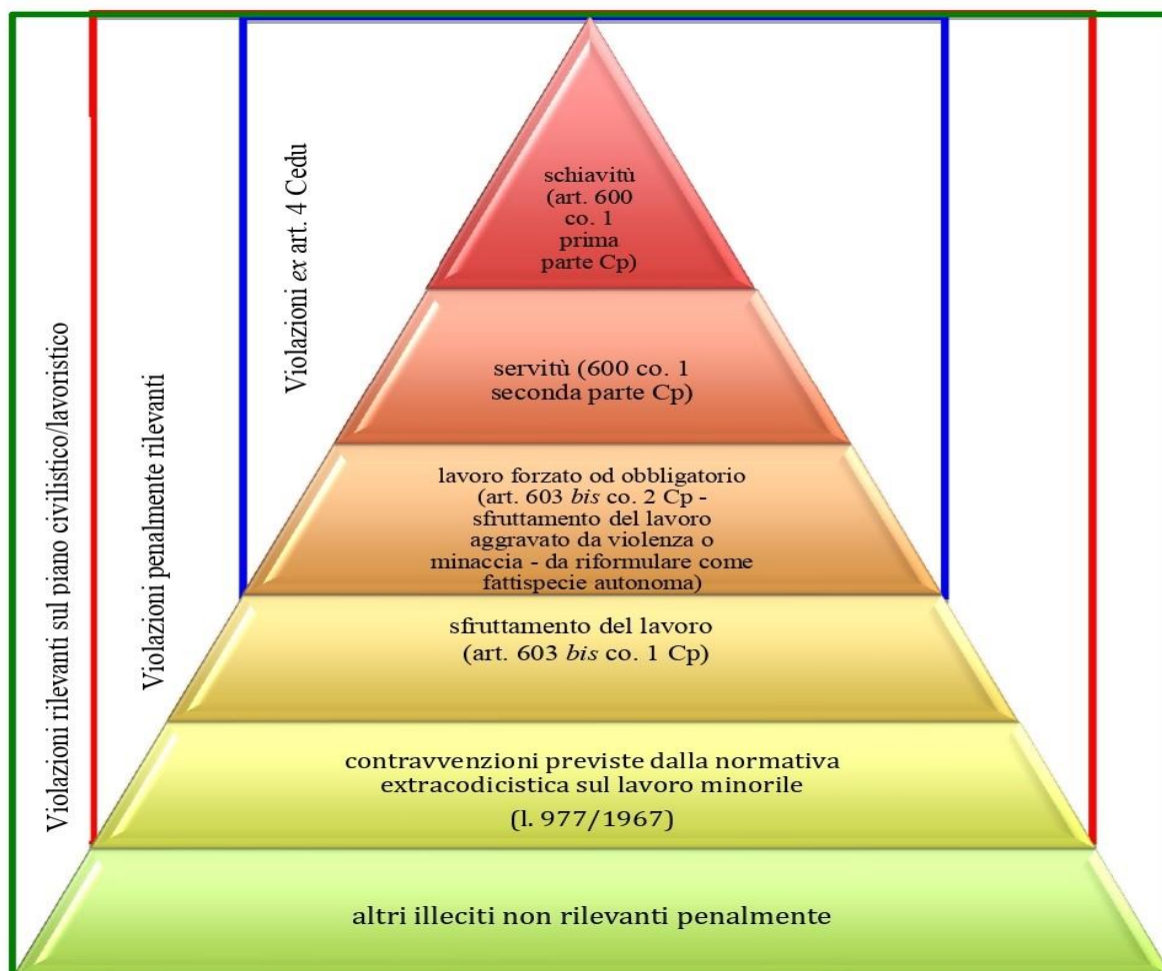 Violazioni rilevanti sul piano civilistico/lavoristico
Violazioni penalmente rilevanti
Violazioni ex art. 4 Cedu
schiavitù
(art. 600
co. 1
prima
parte Cp)
servitù (600 co. 1
seconda parte Cp)
lavoro forzato od obbligatorio
(art. 603 bis co. 2 Cp -
sfruttamento del lavoro
aggravato da violenza o
minaccia - da riformulare come
fattispecie autonoma)
sfruttamento del lavoro
(art. 603 bis co. 1 Cp)
contravvenzioni previste dalla normativa
extracodicistica sul lavoro minorile
(l. 977/1967)
altri illeciti non rilevanti penalmente